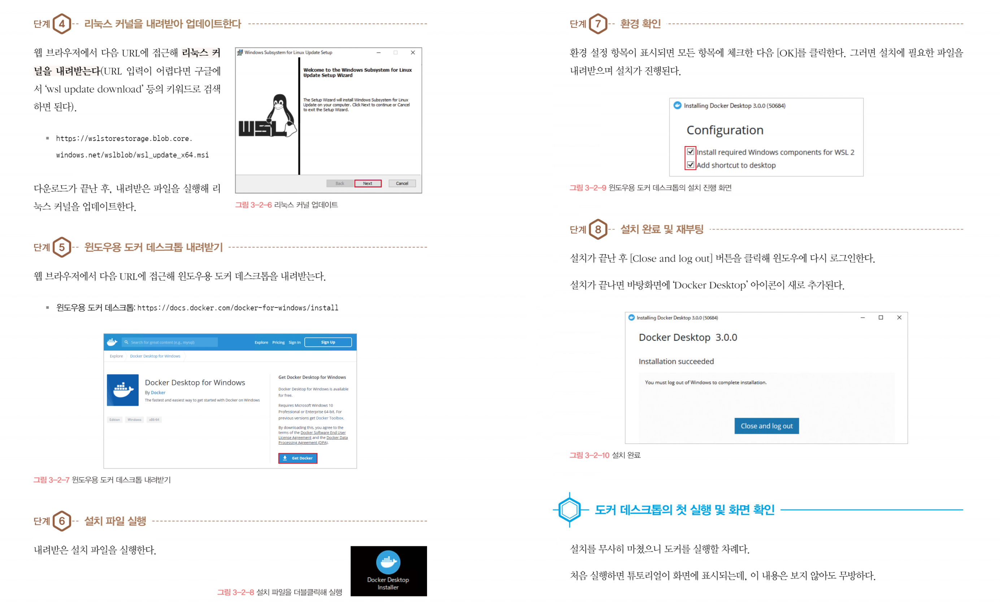 단계 4 리눅스 커널을 내려받아 업데이트한다
웹 브라우저에서 다음 URL에 접근해 리눅스 커
널을 내려받는다(URL 입력이 어렵다면 구글에
서 ‘wsl update download’ 등의 키워드로 검색
하면 된다).
https://wslstorestorage.blob.core.
windows.net/wslblob/wsl_update_x64.msi
다운로드가 끝난 후, 내려받은 파일을 실행해 리
눅스 커널을 업데이트한다.
Windows Subsystem for Linux Update Setup
Welcome to the Windows Subsystem for Linux
Update Setup Wizard
The Setup Wizard will install Windows Subsystem for Linux
Update on your computer. Click Next to continue or Cancel
to exit the Setup Wizard.
WSL
Back Next Cancel
그림 3-2-6 리눅스 커널 업데이트
단계 5 윈도우용 도커 데스크톱 내려받기
웹 브라우저에서 다음 URL에 접근해 윈도우용 도커 데스크톱을 내려받는다.
윈도우용 도커 데스크톱: https://docs.docker.com/docker-for-windows/install
Search for great content (e.g., mysql) Explore Pricing Sign In Sign Up
Explore Docker Desktop for Windows
Docker Desktop for Windows
By Docker
The fastest and easiest way to get started with Docker on Windows
Edition Windows x86-64
Get Docker Desktop for Windows
Docker Desktop for Windows is available
for free.
Requires Microsoft Windows 10
Professional or Enterprise 64-bit. For
previous versions get Docker Toolbox.
By downloading this, you agree to the
terms of the Docker Software End User
License Agreement and the Docker Data
Processing Agreement (DPA).
Get Docker
그림 3-2-7 윈도우용 도커 데스크톱 내려받기
단계 6 설치 파일 실행
내려받은 설치 파일을 실행한다.
Docker Desktop
Installer
그림 3-2-8 설치 파일을 더블클릭해 실행
단계 7 환경 확인
환경 설정 항목이 표시되면 모든 항목에 체크한 다음 [OK]를 클릭한다. 그러면 설치에 필요한 파일을
내려받으며 설치가 진행된다.
Installing Docker Desktop 3.0.0 (50684)
Configuration
Install required Windows components for WSL 2
Add shortcut to desktop
그림 3-2-9 윈도우용 도커 데스크톱의 설치 진행 화면
단계 8 설치 완료 및 재부팅
설치가 끝난 후 [Close and log out] 버튼을 클릭해 윈도우에 다시 로그인한다.
설치가 끝나면 바탕화면에 ‘Docker Desktop’ 아이콘이 새로 추가된다.
Installing Docker Desktop 3.0.0 (50684)
Docker Desktop 3.0.0
Installation succeeded
You must log out of Windows to complete installation.
Close and log out
그림 3-2-10 설치 완료
도커 데스크톱의 첫 실행 및 화면 확인
설치를 무사히 마쳤으니 도커를 실행할 차례다.
처음 실행하면 튜토리얼이 화면에 표시되는데, 이 내용은 보지 않아도 무방하다.